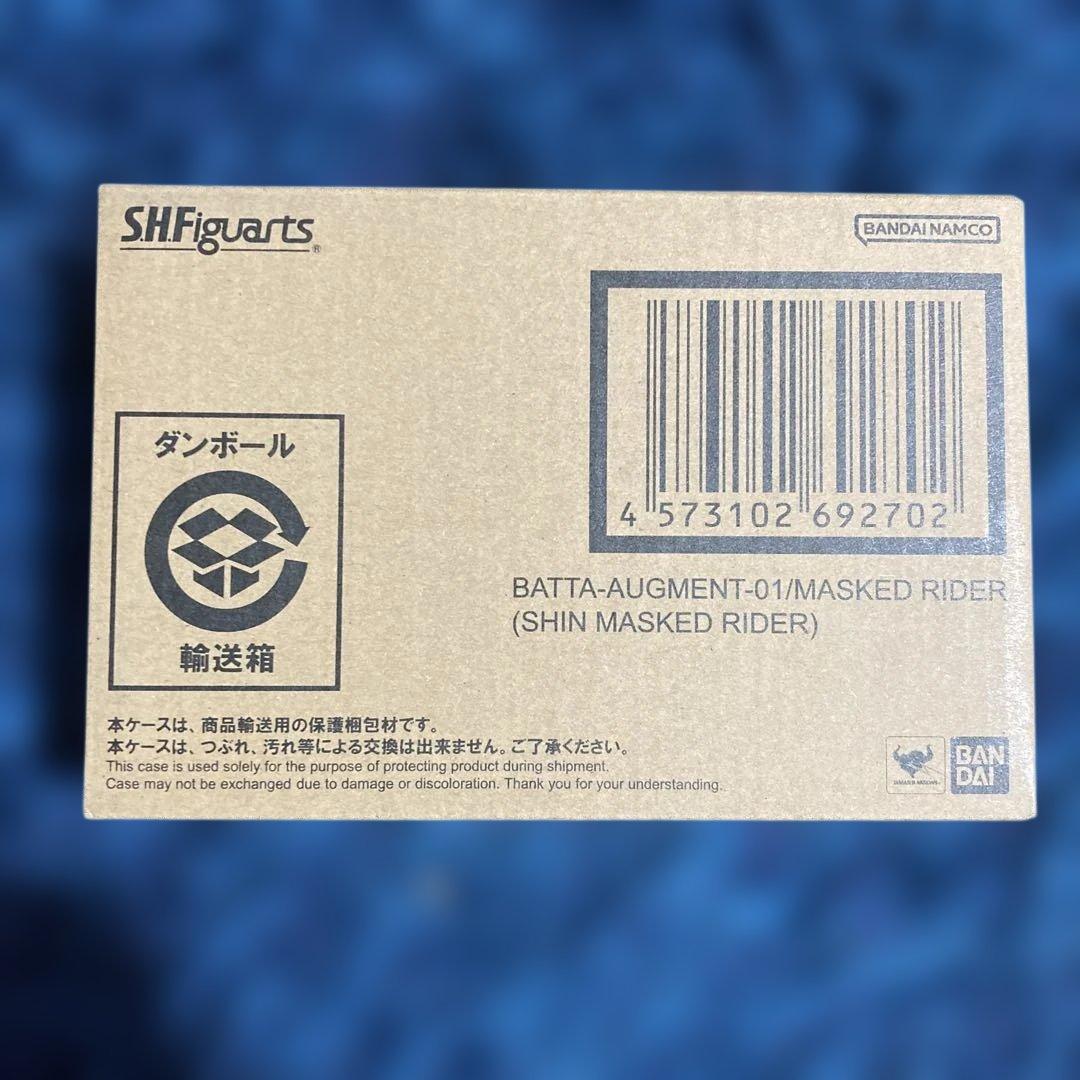 S.H.Figuarts®
BANDAI NAMCO
4 573102 692702
BATTA-AUGMENT-01/MASKED RIDER
(SHIN MASKED RIDER)
ダンボール
輸送箱
本ケースは、商品輸送用の保護梱包材です。
本ケースは、つぶれ、汚れ等による交換は出来ません。ご了承ください。
This case is used solely for the purpose of protecting product during shipment.
Case may not be exchanged due to damage or discoloration. Thank you for your understanding.
BAN
DAI